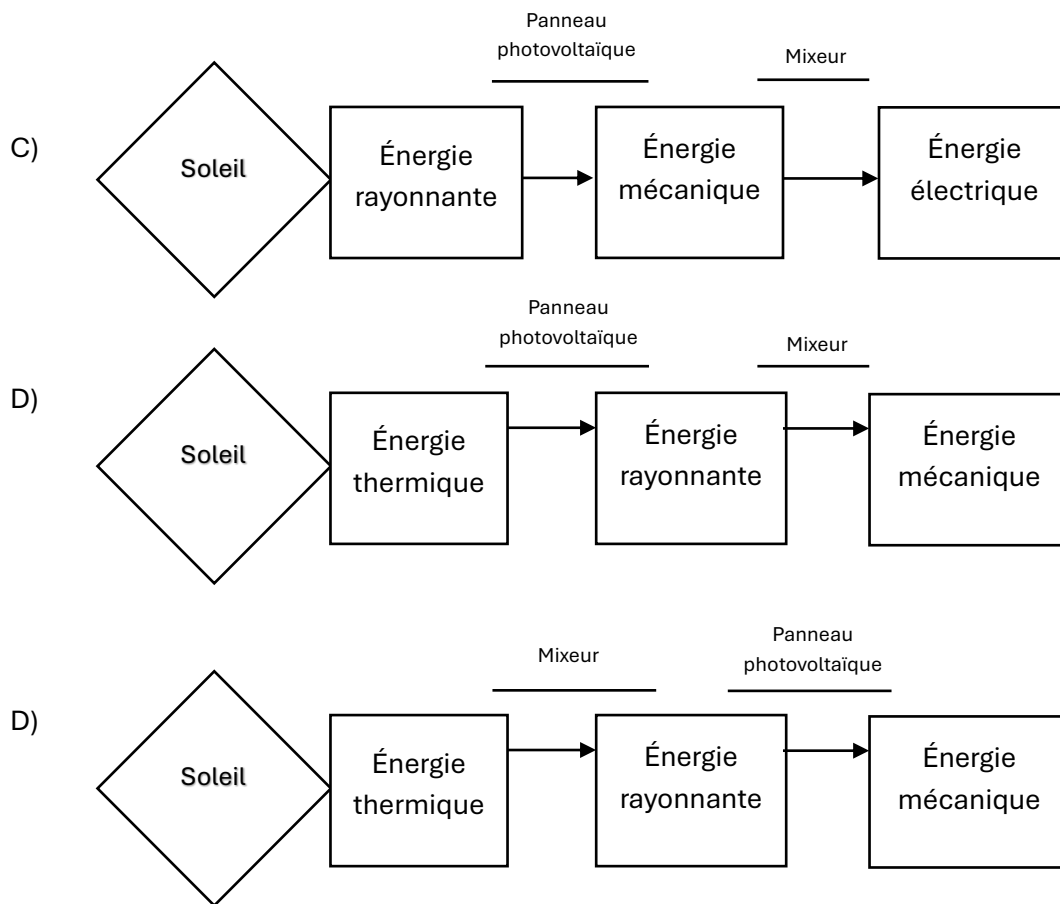 Panneau
photovoltaïque
Mixeur
C)
Soleil
Énergie
rayonnante
Énergie
mécanique
Énergie
électrique
Panneau
photovoltaïque
Mixeur
D)
Soleil
Énergie
thermique
Énergie
rayonnante
Énergie
mécanique
Mixeur
Panneau
photovoltaïque
D)
Soleil
Énergie
thermique
Énergie
rayonnante
Énergie
mécanique